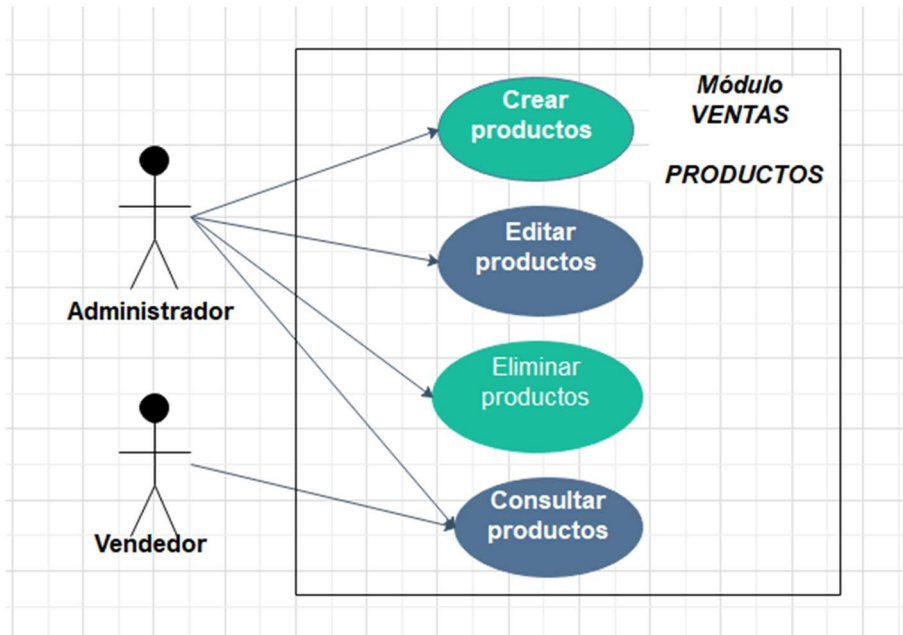 Crear
productos
Módulo
VENTAS
PRODUCTOS
Editar
productos
Administrador
Eliminar
productos
Consultar
productos
Vendedor